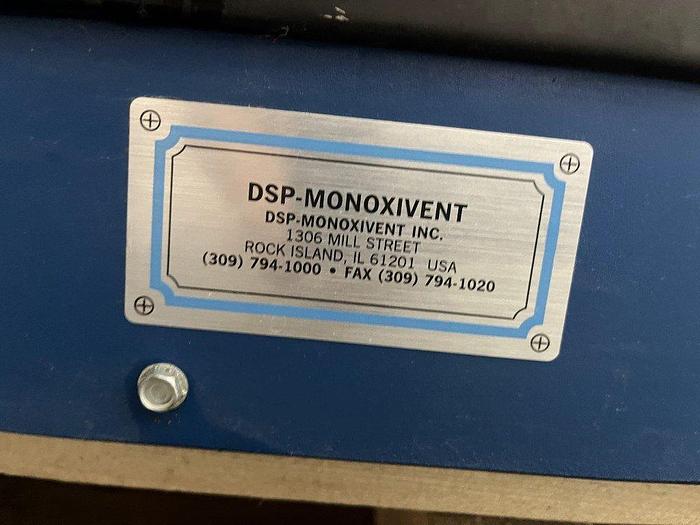 DSP-MONOXIVENT
DSP-MONOXIVENT INC.
1306 MILL STREET
ROCK ISLAND, IL 61201 USA
(309) 794-1000 • FAX (309) 794-1020